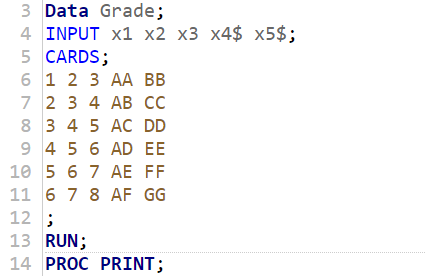 3 Data Grade;
4 INPUT x1 x2 x3 x4$ x5$;
5 CARDS;
6 1 2 3 AA BB
7 2 3 4 AB CC
8 3 4 5 AC DD
9 4 5 6 AD EE
10 5 6 7 AE FF
11 6 7 8 AF GG
12 ;
13 RUN;
14 PROC PRINT;